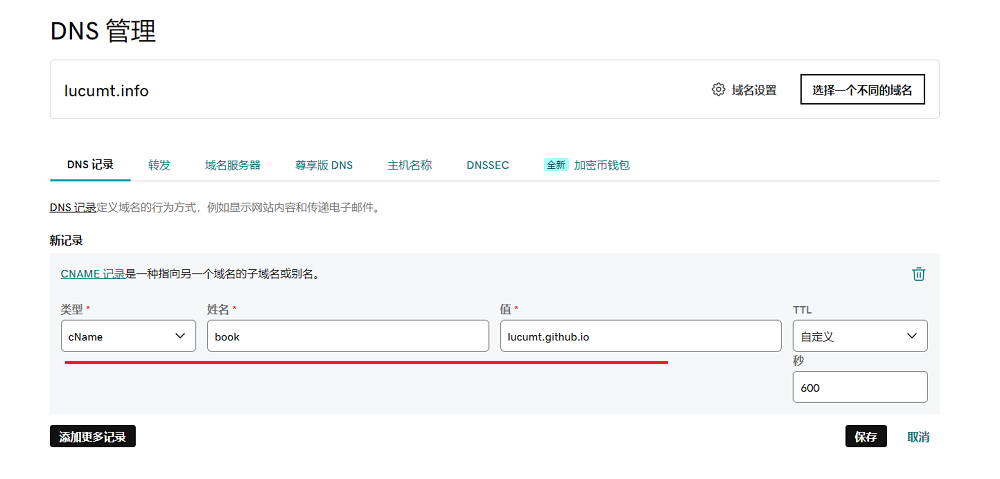 DNS 管理
lucumt.info
域名设置
选择一个不同的域名
DNS 记录 转发 域名服务器 尊享版 DNS 主机名称 DNSSEC 全新 加密币钱包
DNS 记录定义域名的行为方式，例如显示网站内容和传递电子邮件。
新记录
CNAME 记录是一种指向另一个域名的子域名或别名。
类型 * 姓名 * 值 * TTL
cName book lucumt.github.io 自定义
秒
600
添加更多记录 保存 取消